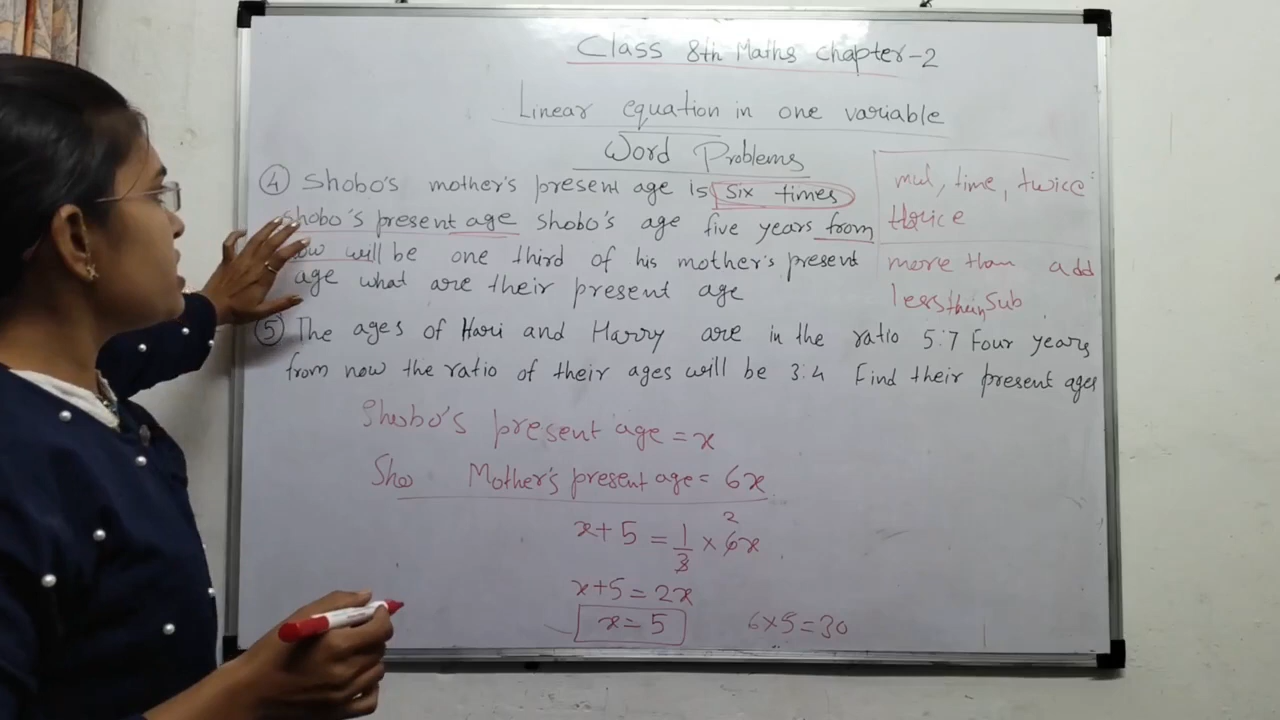 Class 8th Maths chapter-2
Linear equation in one variable
Word Problems
④ Shobo's mother's present age is six times
shobo's present age shobo's age five years from
now will be one third of his mother's present
age what are their present age
⑤ The ages of Hari and Harry are in the ratio 5:7 Four years
from now the ratio of their ages will be 3:4 Find their present ages
mul, time, twice
thrice
more than add
less then sub
Shobo's present age = x
Sho Mother's present age = 6x
x+5 = 1/3 × 6x
2
x+5 = 2x
x = 5
6×5=30